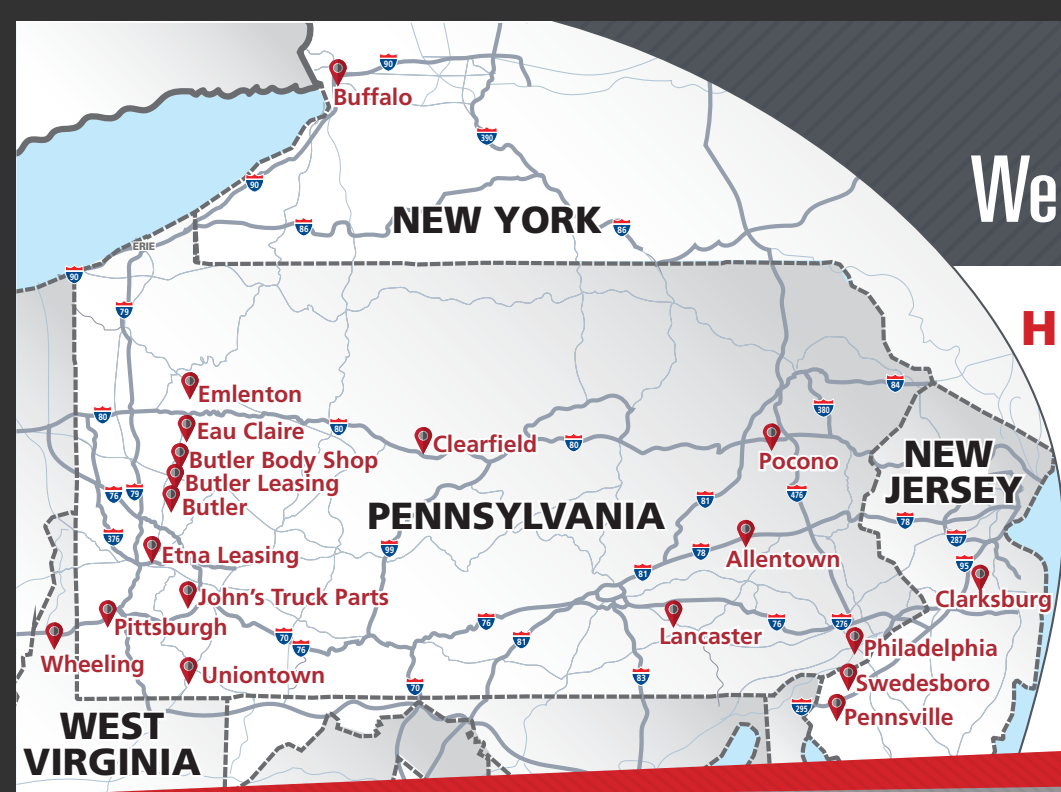 90
Buffalo
390
We
90
NEW YORK
86
86
ERIE
90
79
H
84
Emlenton
380
80
Eau Claire
80
Clearfield
80
Pocono
Butler Body Shop
Butler Leasing
NEW
JERSEY
76
79
476
81
Butler
PENNSYLVANIA
78
376
99
287
Etna Leasing
78
Allentown
95
81
John's Truck Parts
Clarksburg
Pittsburgh
76
Lancaster
76
276
70
76
81
Philadelphia
Wheeling
Uniontown
70
83
Swedesboro
295
Pennsville
WEST
VIRGINIA